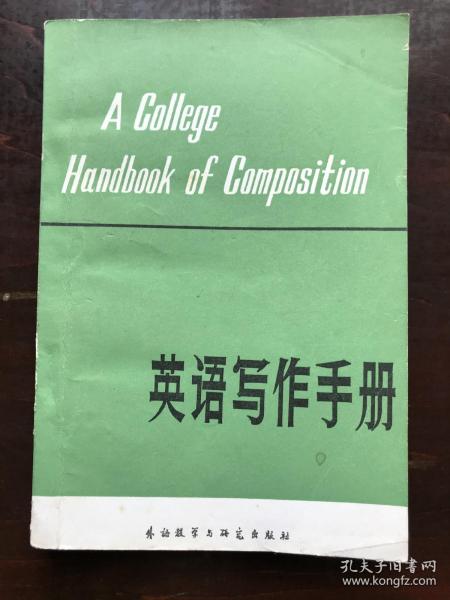 A College
Handbook of Composition
英语写作手册
外语教学与研究出版社
孔夫子旧书网
www.kongfz.com